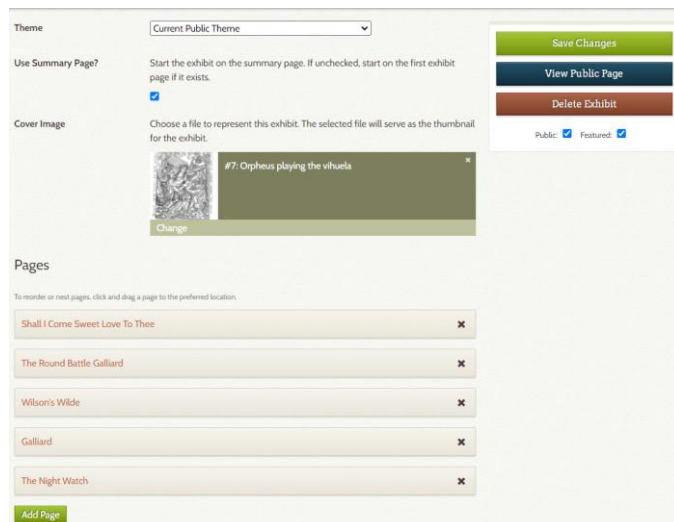 Theme
Current Public Theme
Use Summary Page?
Start the exhibit on the summary page. If unchecked, start on the first exhibit
page if it exists.
Cover Image
Choose a file to represent this exhibit. The selected file will serve as the thumbnail
for the exhibit.
#7: Orpheus playing the vihuela
Change
Save Changes
View Public Page
Delete Exhibit
Public: Featured:
Pages
To reorder or nest pages, click and drag a page to the preferred location.
Shall I Come Sweet Love To Thee
The Round Battle Galliard
Wilson's Wilde
Galliard
The Night Watch
Add Page